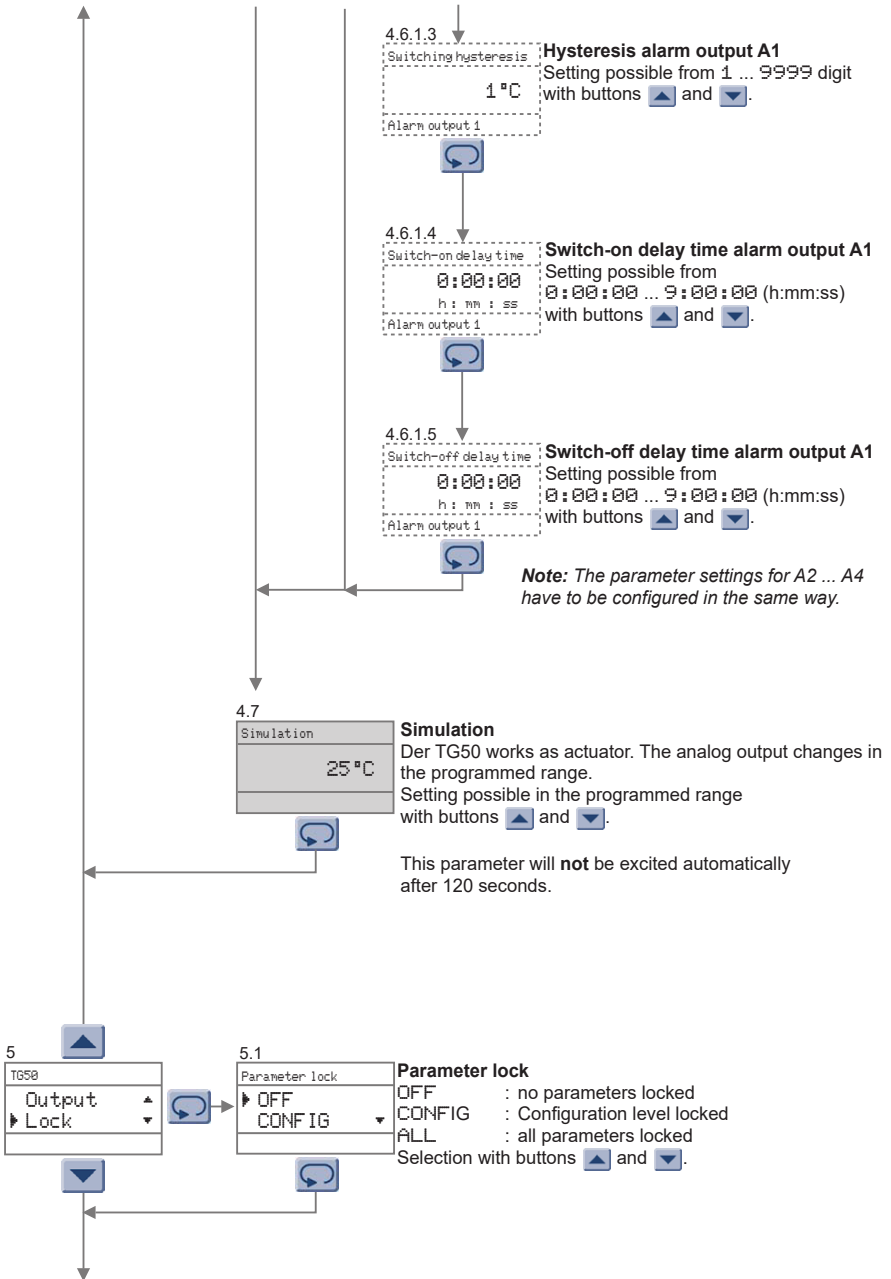 4.6.1.3
Switching hysteresis
1°C
Alarm output 1
Hysteresis alarm output A1
Setting possible from 1 ... 9999 digit
with buttons and .
4.6.1.4
Switch-on delay time
0:00:00
h : mm : ss
Alarm output 1
Switch-on delay time alarm output A1
Setting possible from
0:00:00 ... 9:00:00 (h:mm:ss)
with buttons and .
4.6.1.5
Switch-off delay time
0:00:00
h : mm : ss
Alarm output 1
Switch-off delay time alarm output A1
Setting possible from
0:00:00 ... 9:00:00 (h:mm:ss)
with buttons and .
Note: The parameter settings for A2 ... A4
have to be configured in the same way.
4.7
Simulation
25°C
Simulation
Der TG50 works as actuator. The analog output changes in
the programmed range.
Setting possible in the programmed range
with buttons and .
This parameter will not be excited automatically
after 120 seconds.
5
TG50
Output
Lock
5.1
Parameter lock
OFF
CONFIG
Parameter lock
OFF : no parameters locked
CONFIG : Configuration level locked
ALL : all parameters locked
Selection with buttons and .